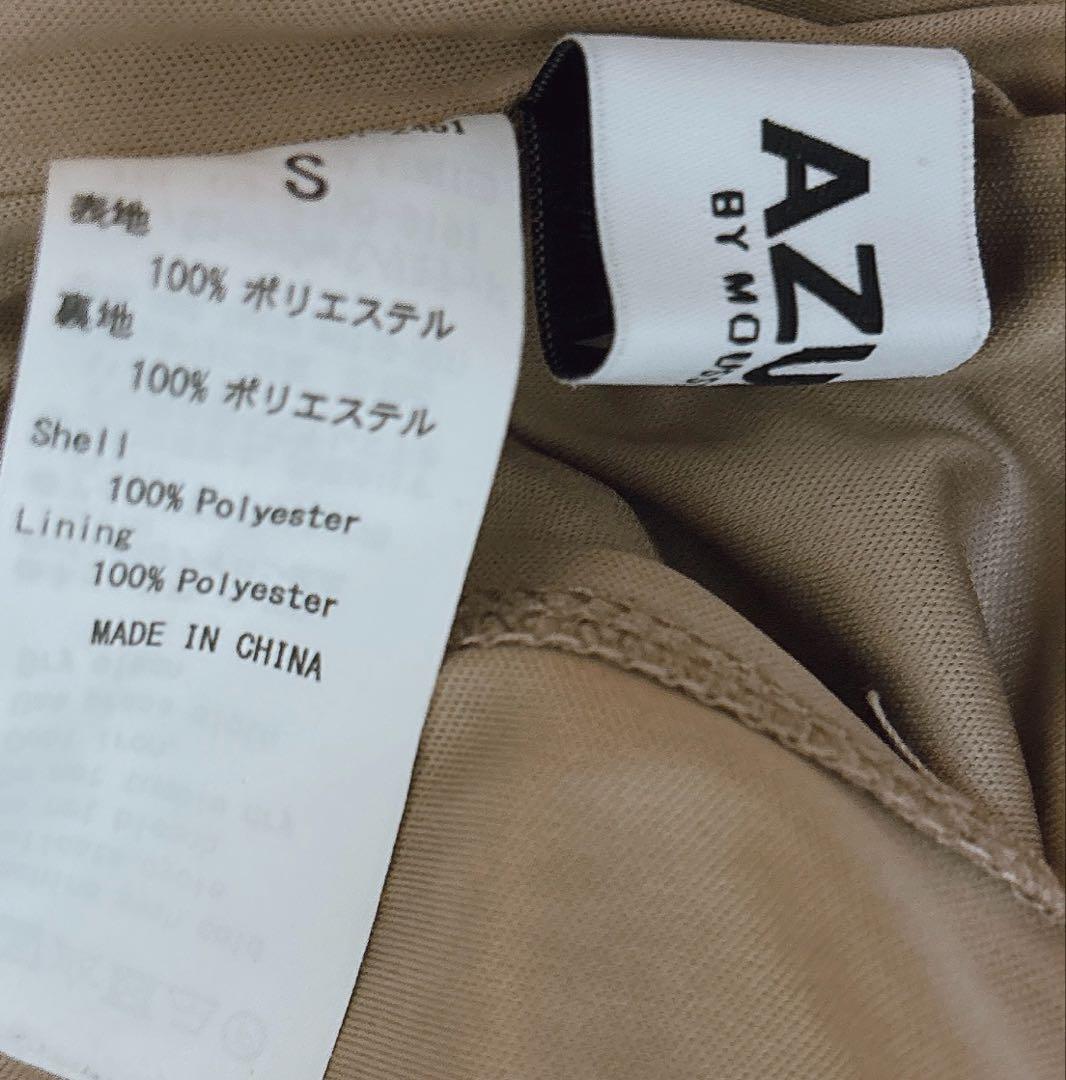 S
表地
100% ポリエステル
裏地
100% ポリエステル
Shell
100% Polyester
Lining
100% Polyester
MADE IN CHINA
AZU
BY MOUSS